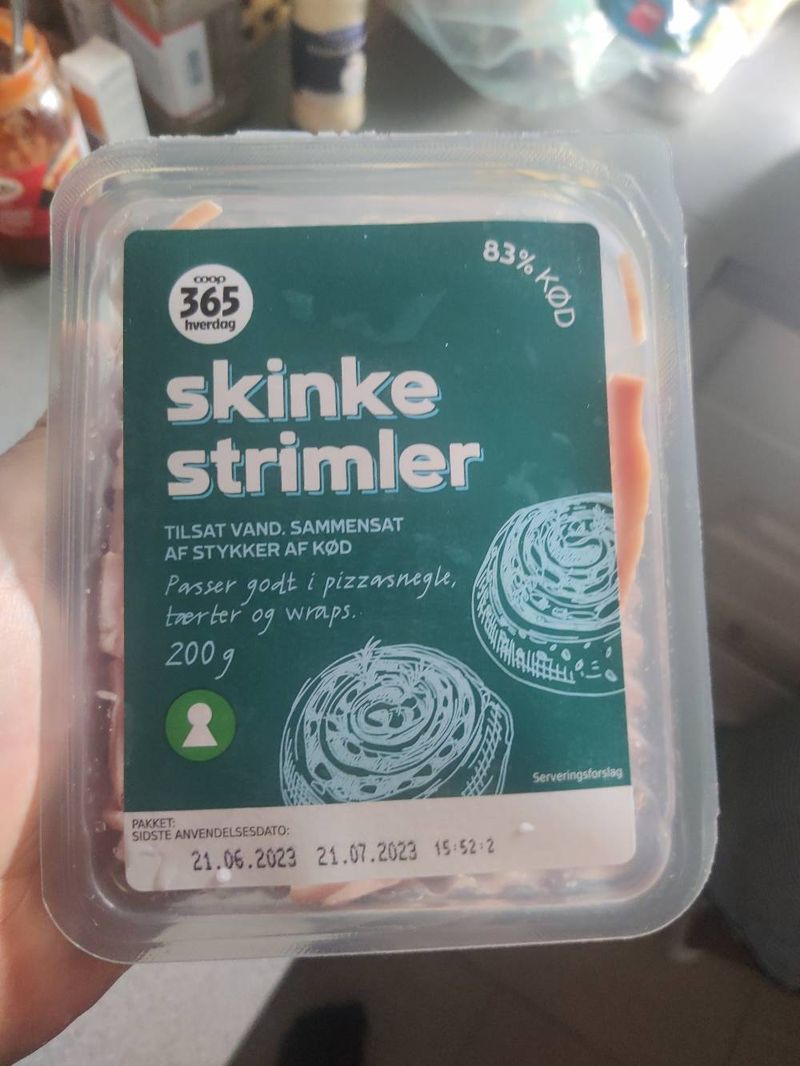 coop
365
hverdag
83% KØD
skinke
strimler
TILSAT VAND. SAMMENSAT
AF STYKKER AF KØD
Passer godt i pizzasnegle,
tærter og wraps.
200 g
Serveringsforslag
PAKKET:
SIDSTE ANVENDELSESDATO:
21.06.2023 21.07.2023 15:52:2